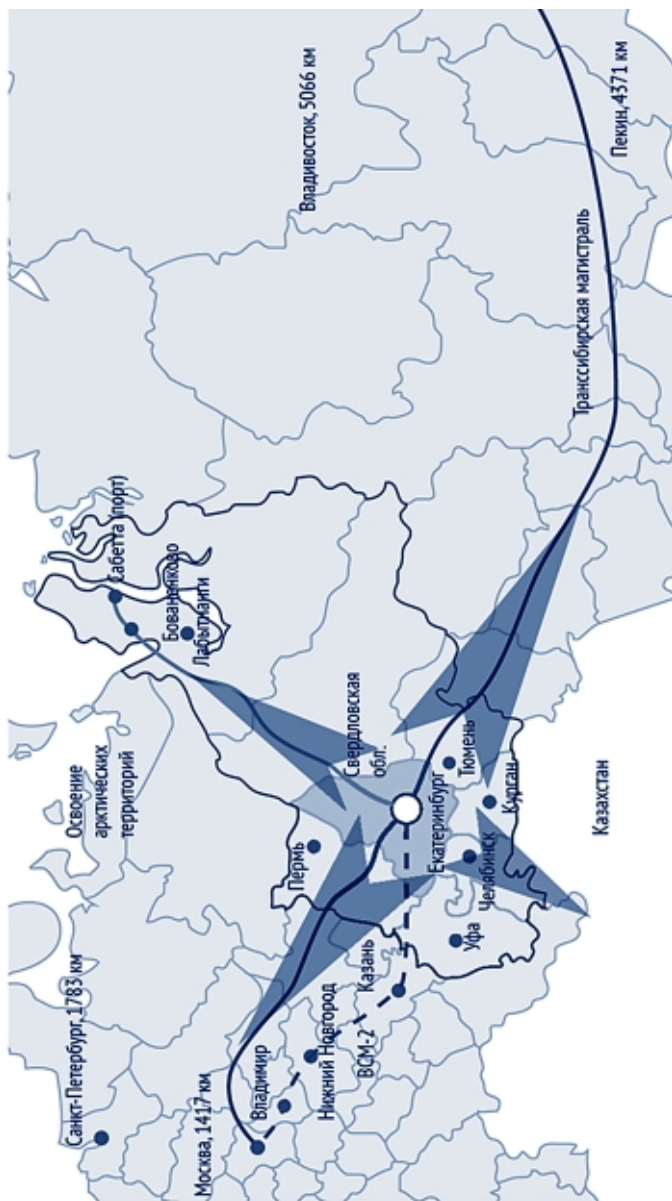 Санкт-Петербург, 1783 км
Освоение
арктических
территорий
Сабетта (порт)
Бованенково
Лабытнанги
Москва, 1417 км
Владимир
Нижний Новгород
ВСМ-2
Казань
Пермь
Свердловская
обл.
Владивосток, 5066 км
Екатеринбург
Тюмень
Уфа
Челябинск
Курган
Транссибирская магистраль
Казахстан
Пекин, 4371 км